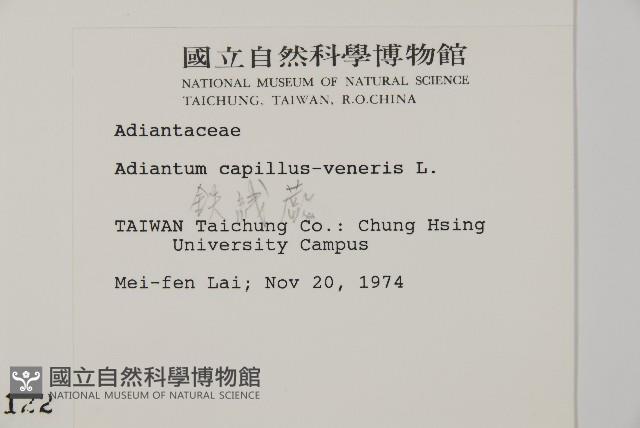 國立自然科學博物館
NATIONAL MUSEUM OF NATURAL SCIENCE
TAICHUNG, TAIWAN, R.O.CHINA
Adiantaceae
Adiantum capillus-veneris L.
鉄線蕨
TAIWAN Taichung Co.: Chung Hsing
University Campus
Mei-fen Lai; Nov 20, 1974
國立自然科學博物館
NATIONAL MUSEUM OF NATURAL SCIENCE
122